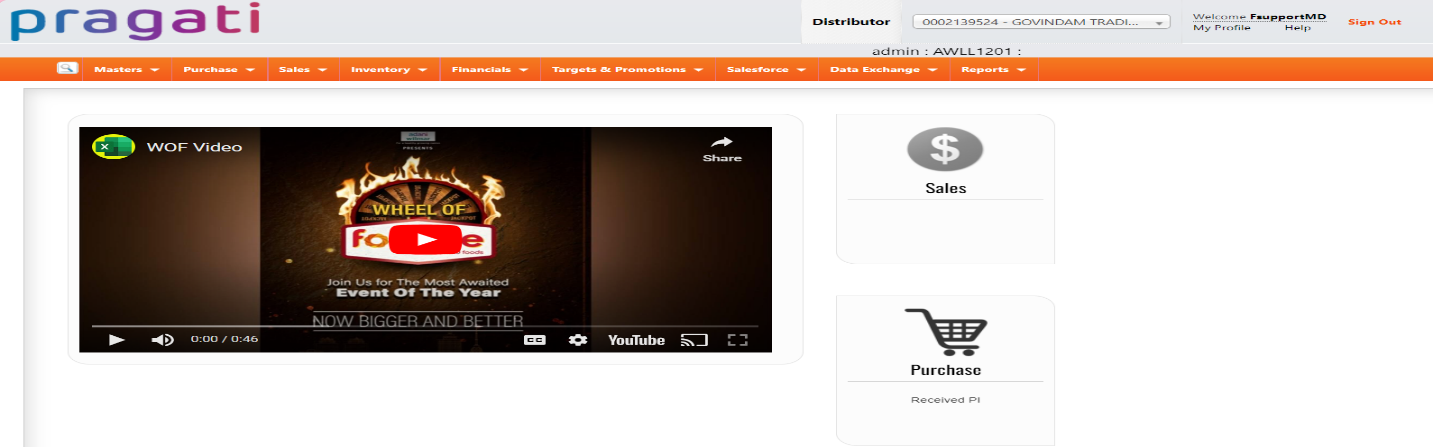 pragati
Distributor
0002139524 - GOVINDAM TRADI...
Welcome FsupportMD
My Profile Help
Sign Out
admin : AWLL1201 :
Masters Purchase Sales Inventory Financials Targets & Promotions Salesforce Data Exchange Reports
WOF Video
Share
PRESENTS
WHEEL OF
foods
Join Us for The Most Awaited
Event Of The Year
NOW BIGGER AND BETTER
0:00 / 0:46
CC
YouTube
Sales
Purchase
Received PI